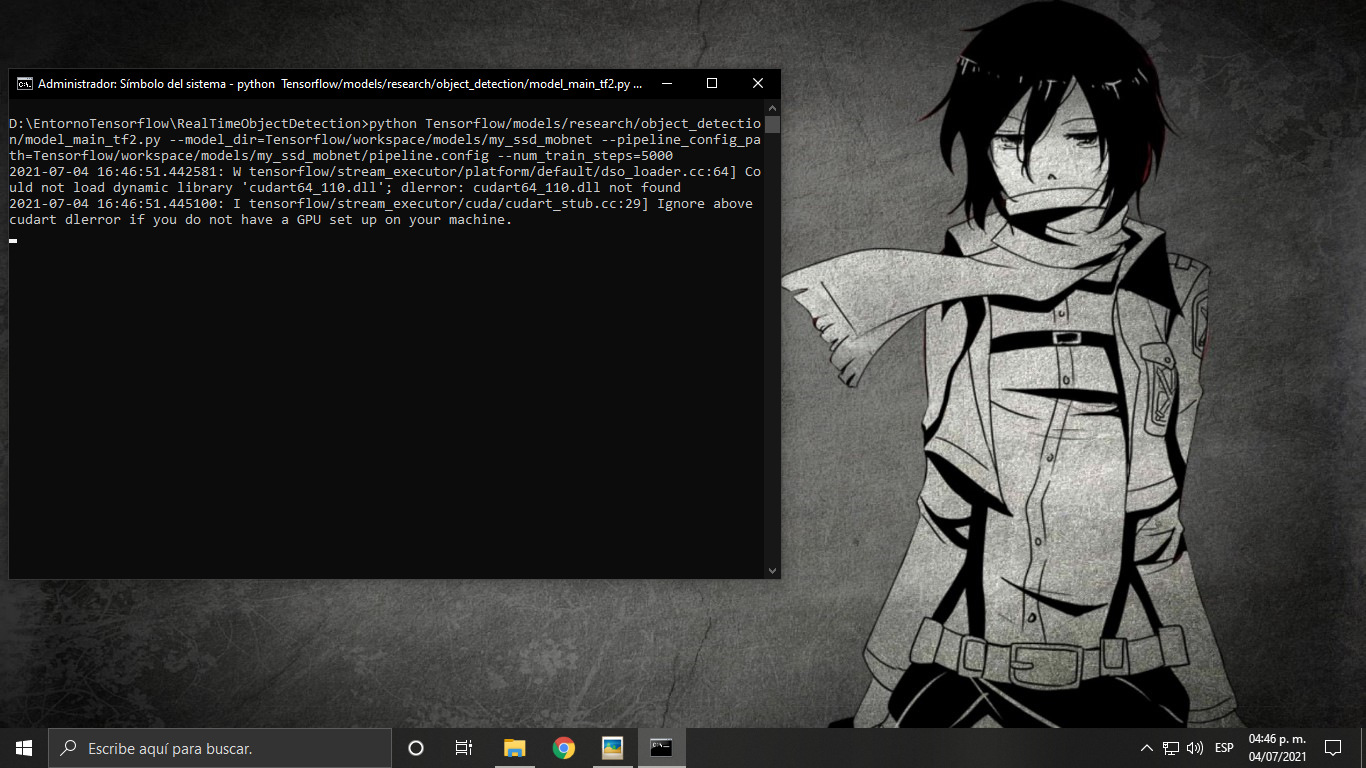 Administrador: Símbolo del sistema - python  Tensorflow/models/research/object_detection/model_main_tf2.py ...
D:\EntornoTensorflow\RealTimeObjectDetection>python Tensorflow/models/research/object_detectio
n/model_main_tf2.py --model_dir=Tensorflow/workspace/models/my_ssd_mobnet --pipeline_config_pa
th=Tensorflow/workspace/models/my_ssd_mobnet/pipeline.config --num_train_steps=5000
2021-07-04 16:46:51.442581: W tensorflow/stream_executor/platform/default/dso_loader.cc:64] Co
uld not load dynamic library 'cudart64_110.dll'; dlerror: cudart64_110.dll not found
2021-07-04 16:46:51.445100: I tensorflow/stream_executor/cuda/cudart_stub.cc:29] Ignore above
cudart dlerror if you do not have a GPU set up on your machine.
Escribe aquí para buscar.
ESP
04:46 p. m.
04/07/2021